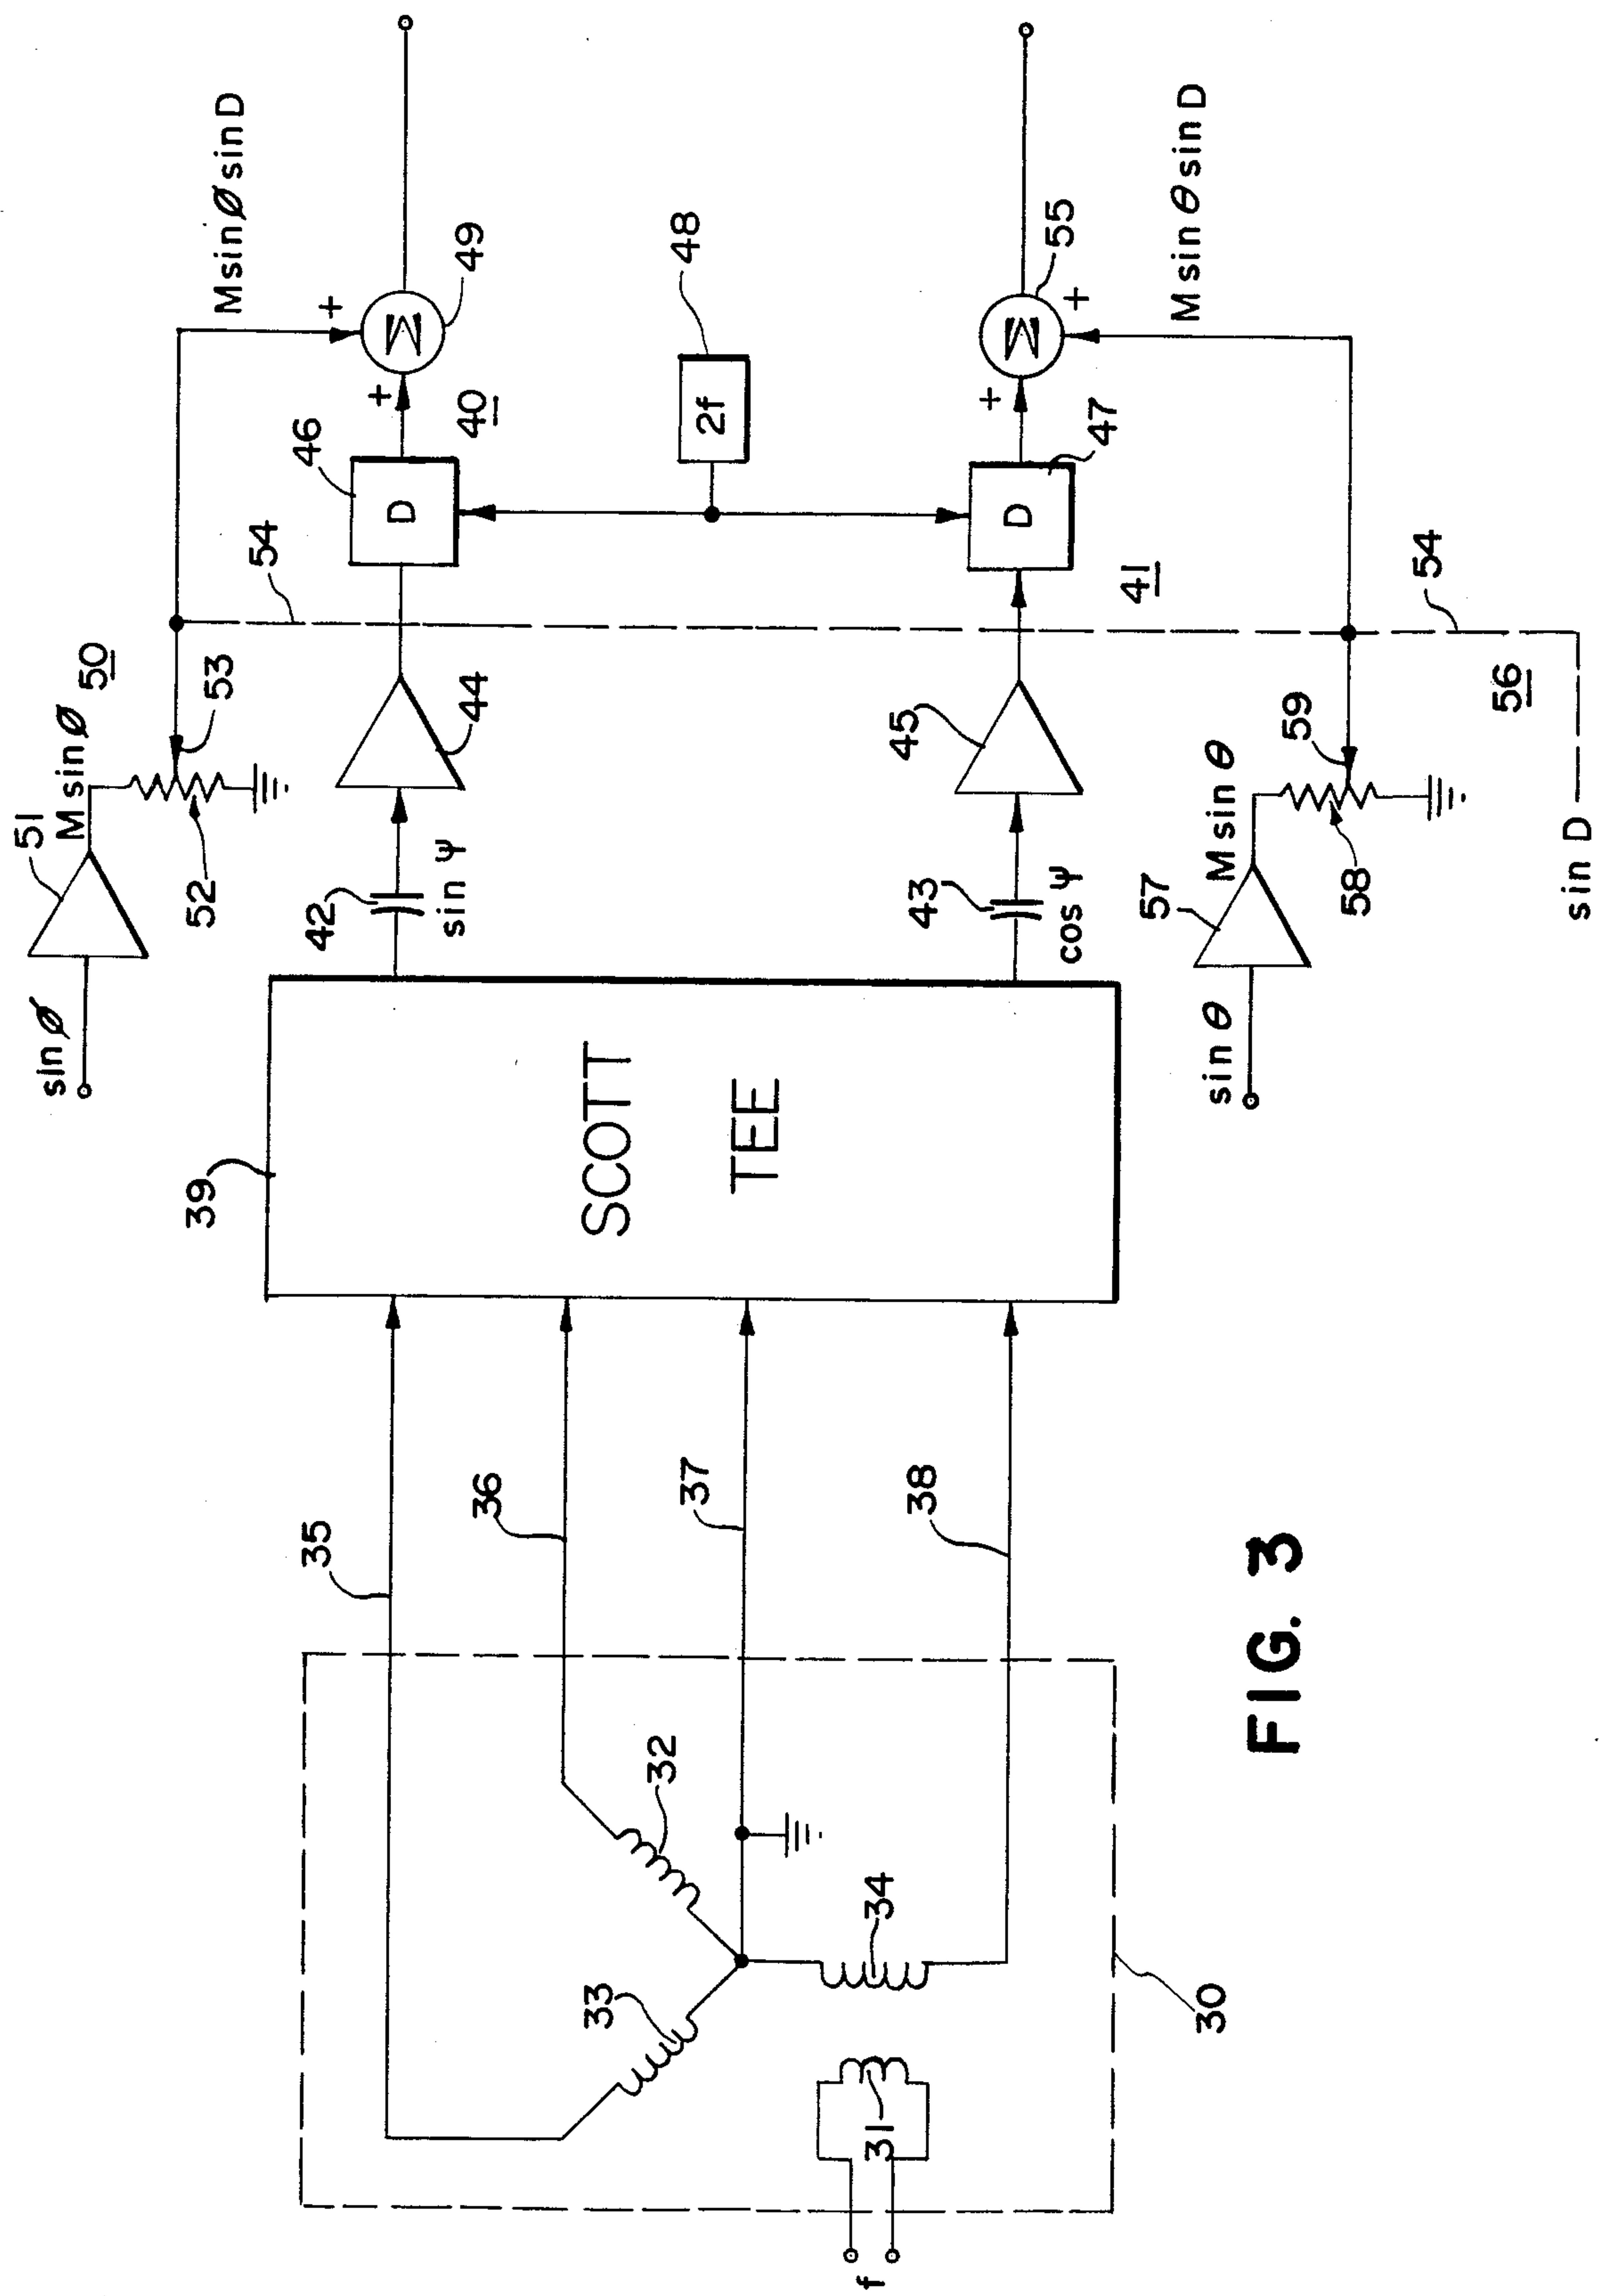 sin Ø
51
M sin Ø
50
52
53
54
M sin Ø sin D
39
SCOTT
TEE
42
sin Ψ
44
46
D
+
40
+
Σ
49
2f
48
43
cos Ψ
45
41
D
47
+
Σ
+
55
M sin θ sin D
sin θ
57
M sin θ
58
59
56
54
sin D
35
36
37
38
33
32
34
31
f
30
FIG. 3